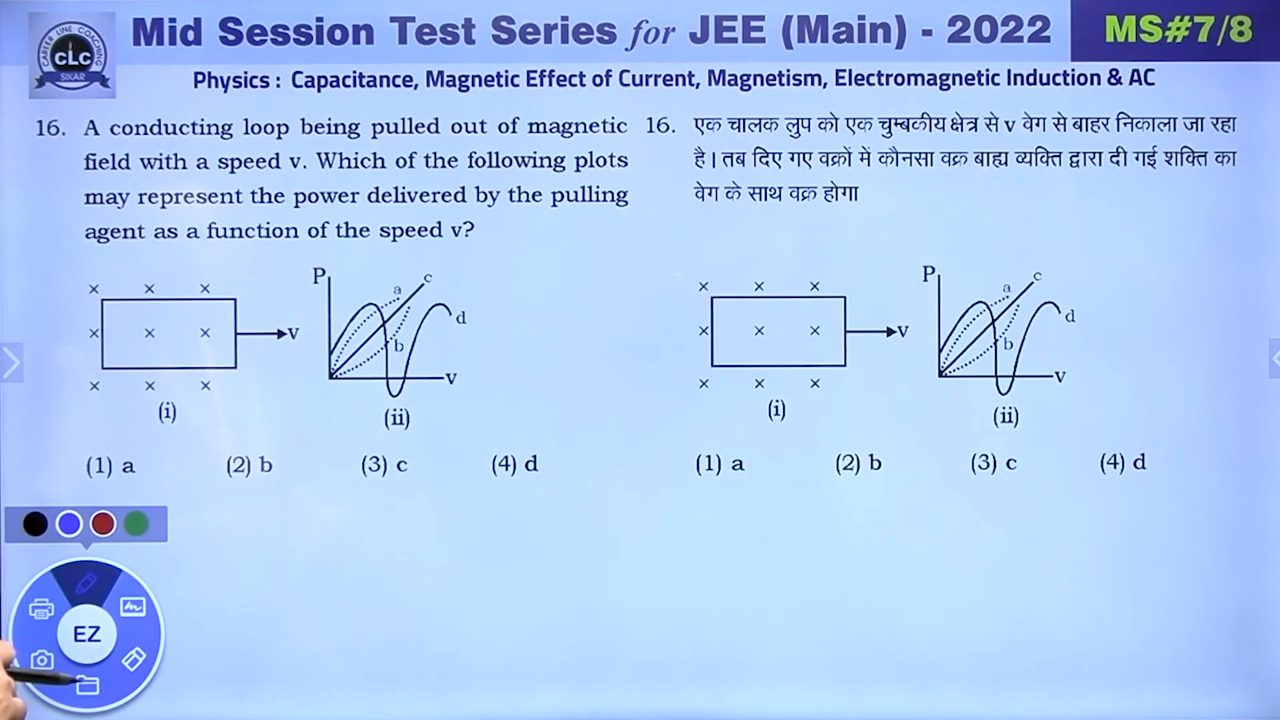 Mid Session Test Series for JEE (Main) - 2022
MS#7/8
CAREER LINE COACHING
CLC
SIKAR
Physics : Capacitance, Magnetic Effect of Current, Magnetism, Electromagnetic Induction & AC
16. A conducting loop being pulled out of magnetic
field with a speed v. Which of the following plots
may represent the power delivered by the pulling
agent as a function of the speed v?
× × ×
× × × v
× × ×
(i)
P
a
c
d
b
v
(ii)
(1) a (2) b (3) c (4) d
16. एक चालक लुप को एक चुम्बकीय क्षेत्र से v वेग से बाहर निकाला जा रहा
है। तब दिए गए वक्रों में कौनसा वक्र बाह्य व्यक्ति द्वारा दी गई शक्ति का
वेग के साथ वक्र होगा
× × ×
× × × v
× × ×
(i)
P
a
c
d
b
v
(ii)
(1) a (2) b (3) c (4) d
EZ